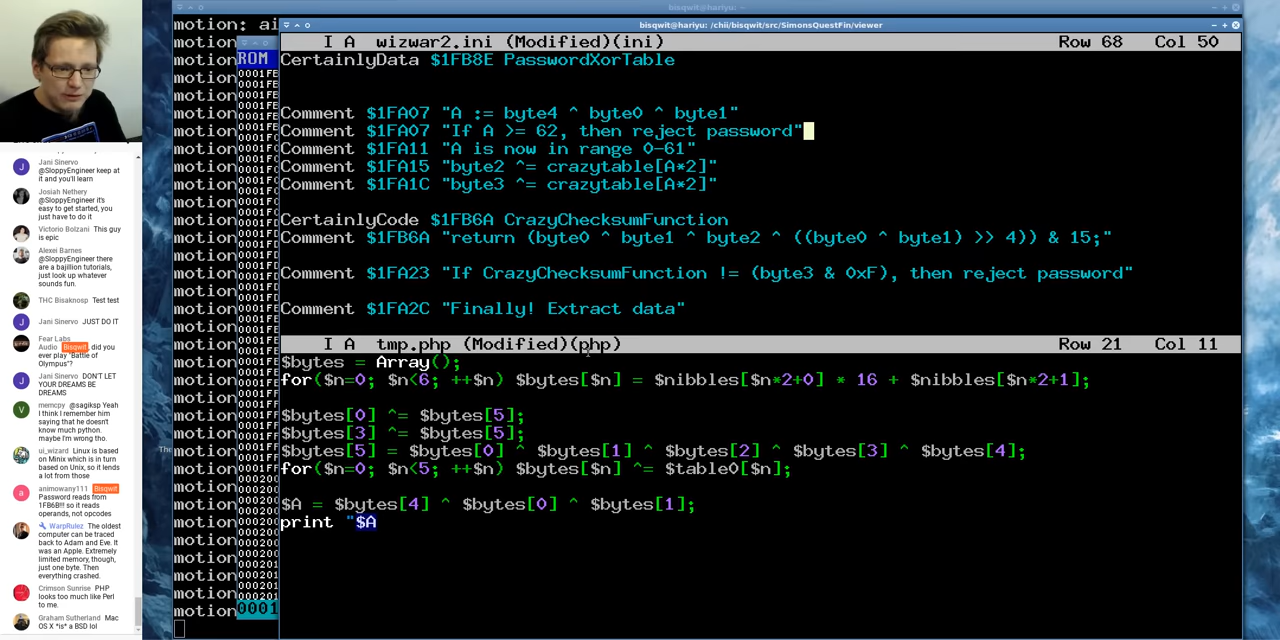 bisqwit@hariyu: ~
motion: ai
bisqwit@hariyu: /chii/bisqwit/src/SimonsQuestFin/viewer
I A wizwar2.ini (Modified)(ini) Row 68 Col 50
CertainlyData $1FB8E PasswordXorTable
Comment $1FA07 "A := byte4 ^ byte0 ^ byte1"
Comment $1FA07 "If A >= 62, then reject password"
Comment $1FA11 "A is now in range 0-61"
Comment $1FA15 "byte2 ^= crazytable[A*2]"
Comment $1FA1C "byte3 ^= crazytable[A*2]"
CertainlyCode $1FB6A CrazyChecksumFunction
Comment $1FB6A "return (byte0 ^ byte1 ^ byte2 ^ ((byte0 ^ byte1) >> 4)) & 15;"
Comment $1FA23 "If CrazyChecksumFunction != (byte3 & 0xF), then reject password"
Comment $1FA2C "Finally! Extract data"
I A tmp.php (Modified)(php) Row 21 Col 11
$bytes = Array();
for($n=0; $n<6; ++$n) $bytes[$n] = $nibbles[$n*2+0] * 16 + $nibbles[$n*2+1];
$bytes[0] ^= $bytes[5];
$bytes[3] ^= $bytes[5];
$bytes[5] = $bytes[0] ^ $bytes[1] ^ $bytes[2] ^ $bytes[3] ^ $bytes[4];
for($n=0; $n<5; ++$n) $bytes[$n] ^= $table0[$n];
$A = $bytes[4] ^ $bytes[0] ^ $bytes[1];
print "$A
ROM
0001
Jani Sinervo
@SloppyEngineer keep at it and you'll learn
Josiah Nethery
@SloppyEngineer it's easy to get started, you just have to do it
Victorio Bolzani This guy is epic
Alexei Barnes
@SloppyEngineer there are a bajillion tutorials, just look up whatever sounds fun.
THC Bisaknosp Test test
Jani Sinervo JUST DO IT
Fear Labs
Audio Bisqwit, did you ever play "Battle of Olympus"?
Jani Sinervo DON'T LET YOUR DREAMS BE DREAMS
memcpy @sagiksp Yeah I think I remember him saying that he doesn't know much python. maybe I'm wrong tho.
ui_wizard Linux is based on Minix which is in turn based on Unix, so it lends a lot from those
animowany111 Bisqwit
Password reads from 1FB6B!!! so it reads operands, not opcodes
WarpRulez The oldest computer can be traced back to Adam and Eve. It was an Apple. Extremely limited memory, though, just one byte. Then everything crashed.
Crimson Sunrise PHP looks too much like Perl to me.
Graham Sutherland Mac OS X *is* a BSD lol